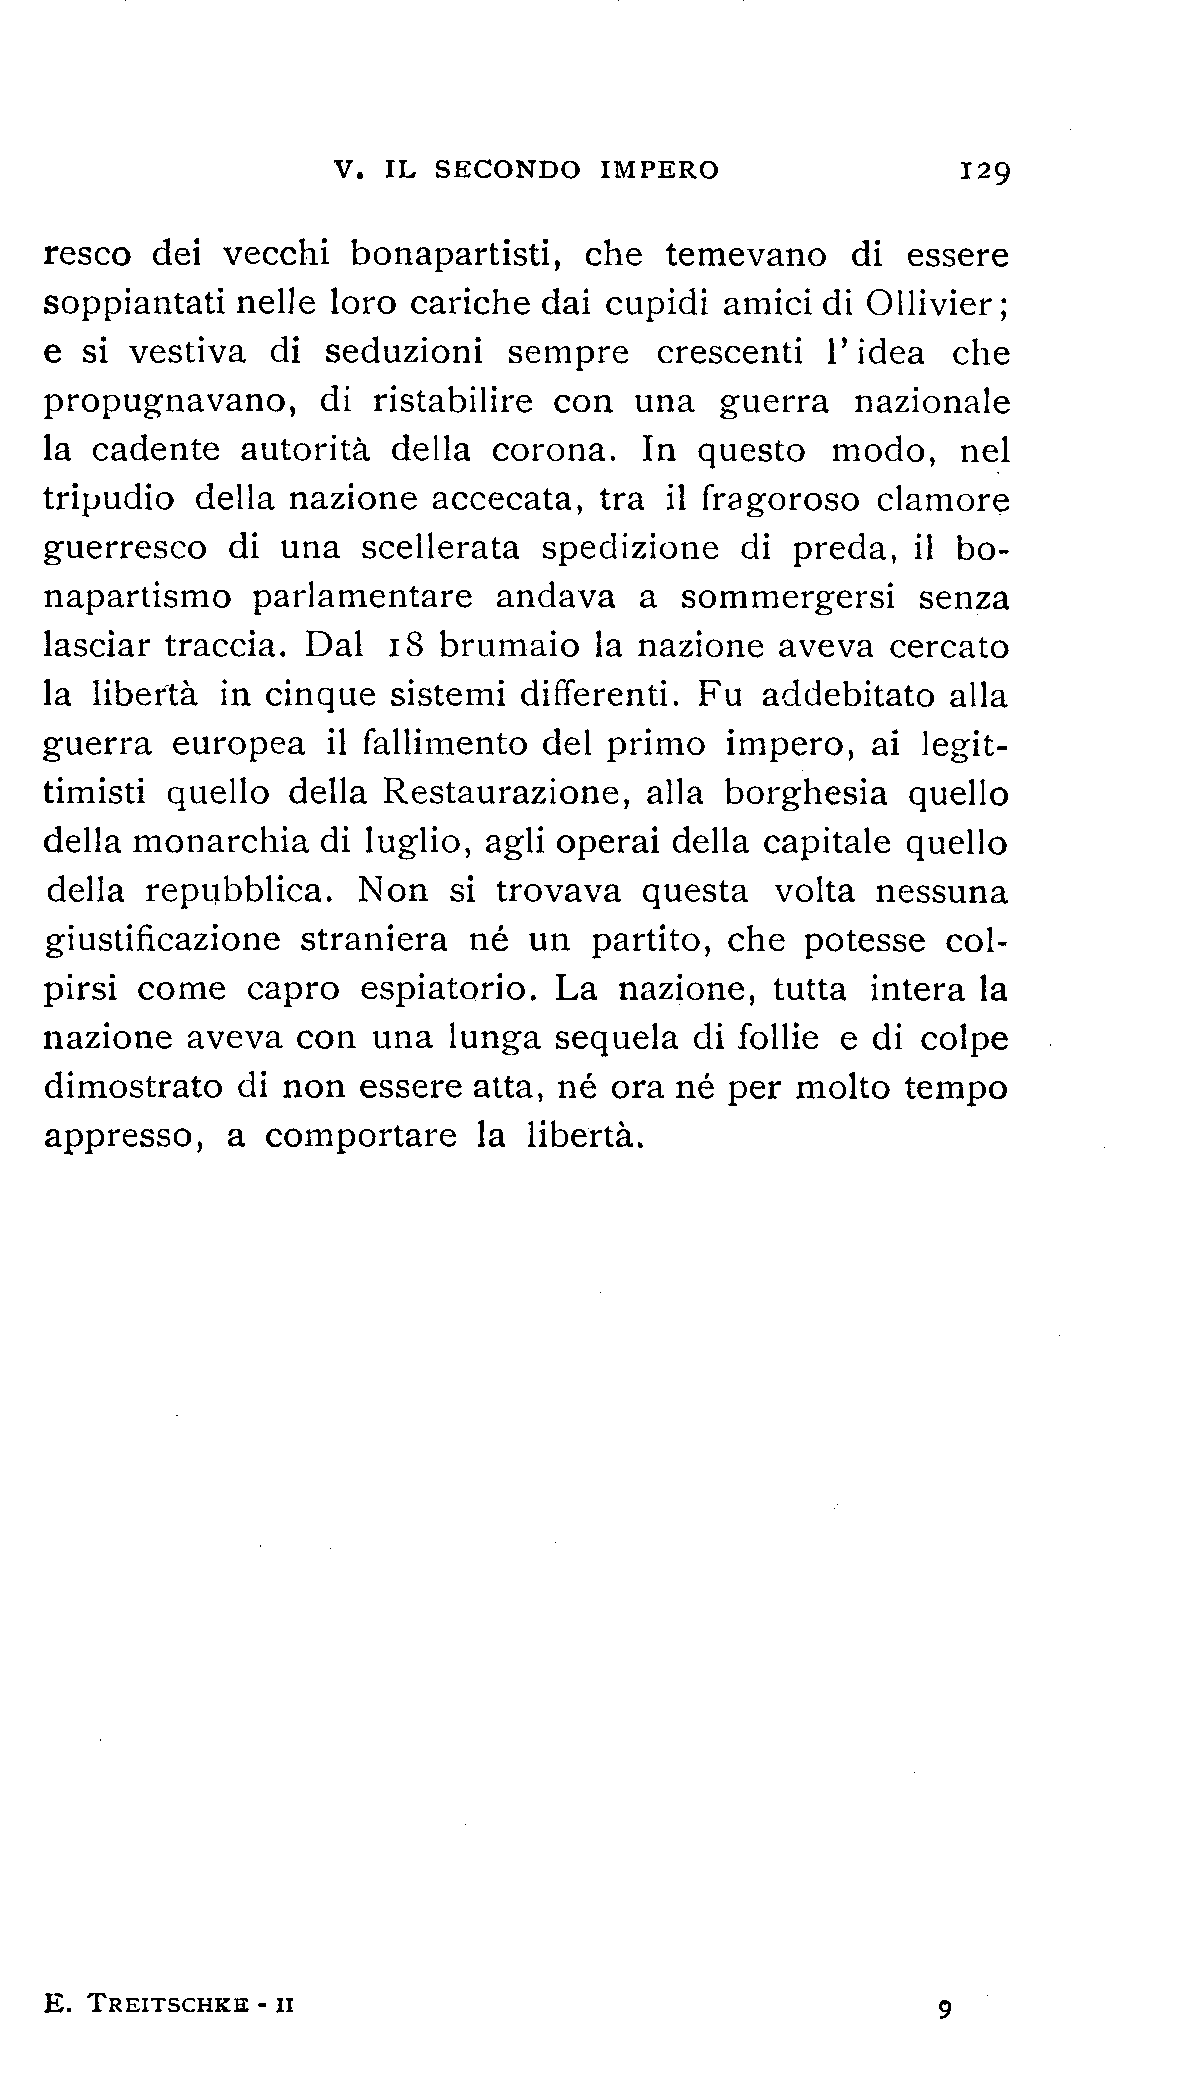 V. IL SECONDO IMPERO 129
resco dei vecchi bonapartisti, che temevano di essere
soppiantati nelle loro cariche dai cupidi amici di Ollivier;
e si vestiva di seduzioni sempre crescenti l'idea che
propugnavano, di ristabilire con una guerra nazionale
la cadente autorità della corona. In questo modo, nel
tripudio della nazione accecata, tra il fragoroso clamore
guerresco di una scellerata spedizione di preda, il bo-
napartismo parlamentare andava a sommergersi senza
lasciar traccia. Dal 18 brumaio la nazione aveva cercato
la libertà in cinque sistemi differenti. Fu addebitato alla
guerra europea il fallimento del primo impero, ai legit-
timisti quello della Restaurazione, alla borghesia quello
della monarchia di luglio, agli operai della capitale quello
della repubblica. Non si trovava questa volta nessuna
giustificazione straniera né un partito, che potesse col-
pirsi come capro espiatorio. La nazione, tutta intera la
nazione aveva con una lunga sequela di follie e di colpe
dimostrato di non essere atta, né ora né per molto tempo
appresso, a comportare la libertà.
E. TREITSCHKE - II 9